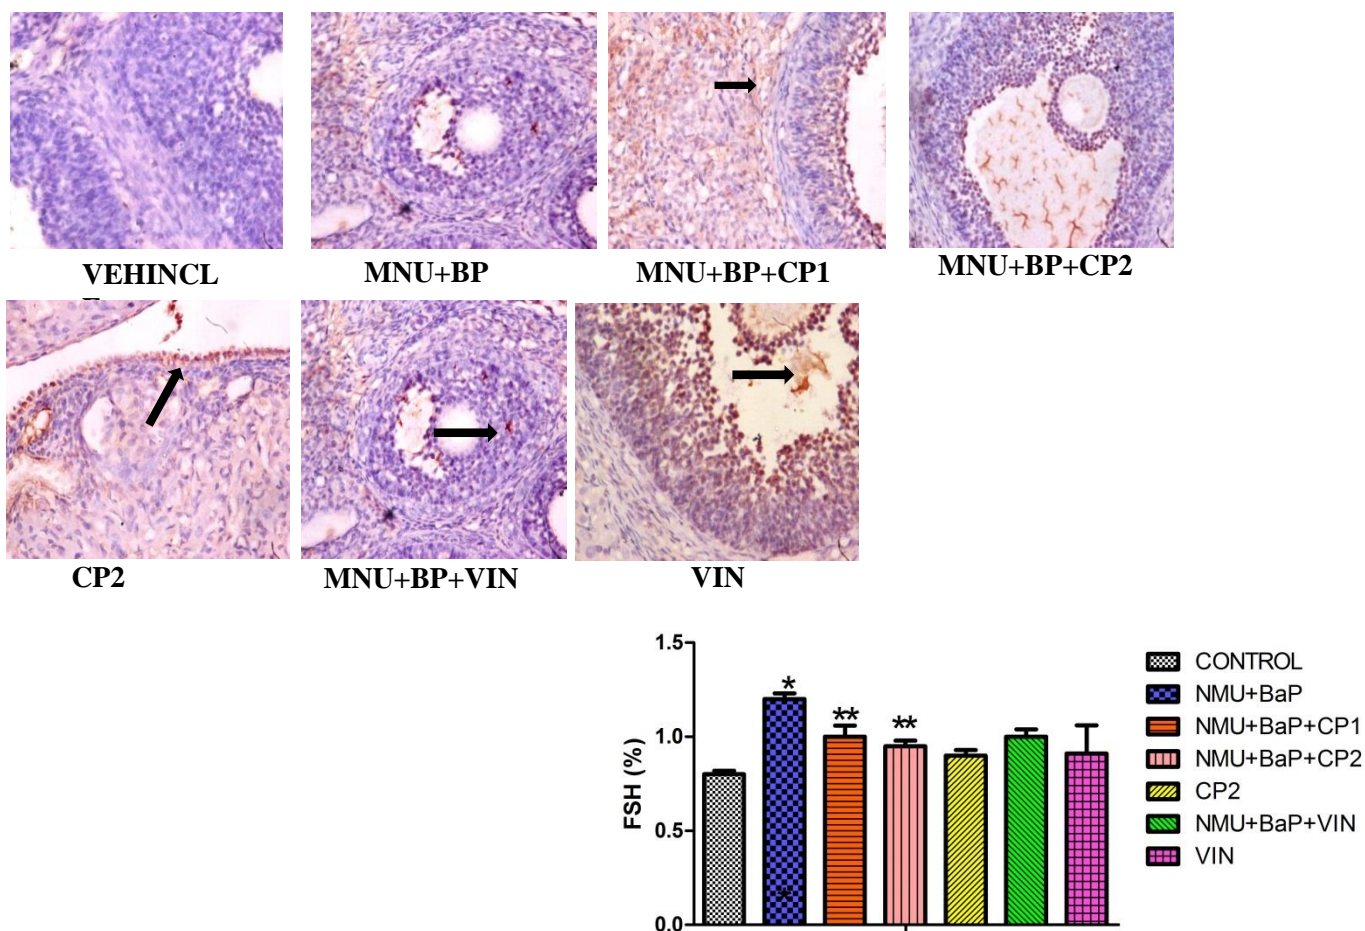 VEHINCL
MNU+BP
MNU+BP+CP1
MNU+BP+CP2
CP2
MNU+BP+VIN
VIN
FSH (%)
1.5
1.0
0.5
0.0
*
**
**
*
CONTROL
NMU+BaP
NMU+BaP+CP1
NMU+BaP+CP2
CP2
NMU+BaP+VIN
VIN